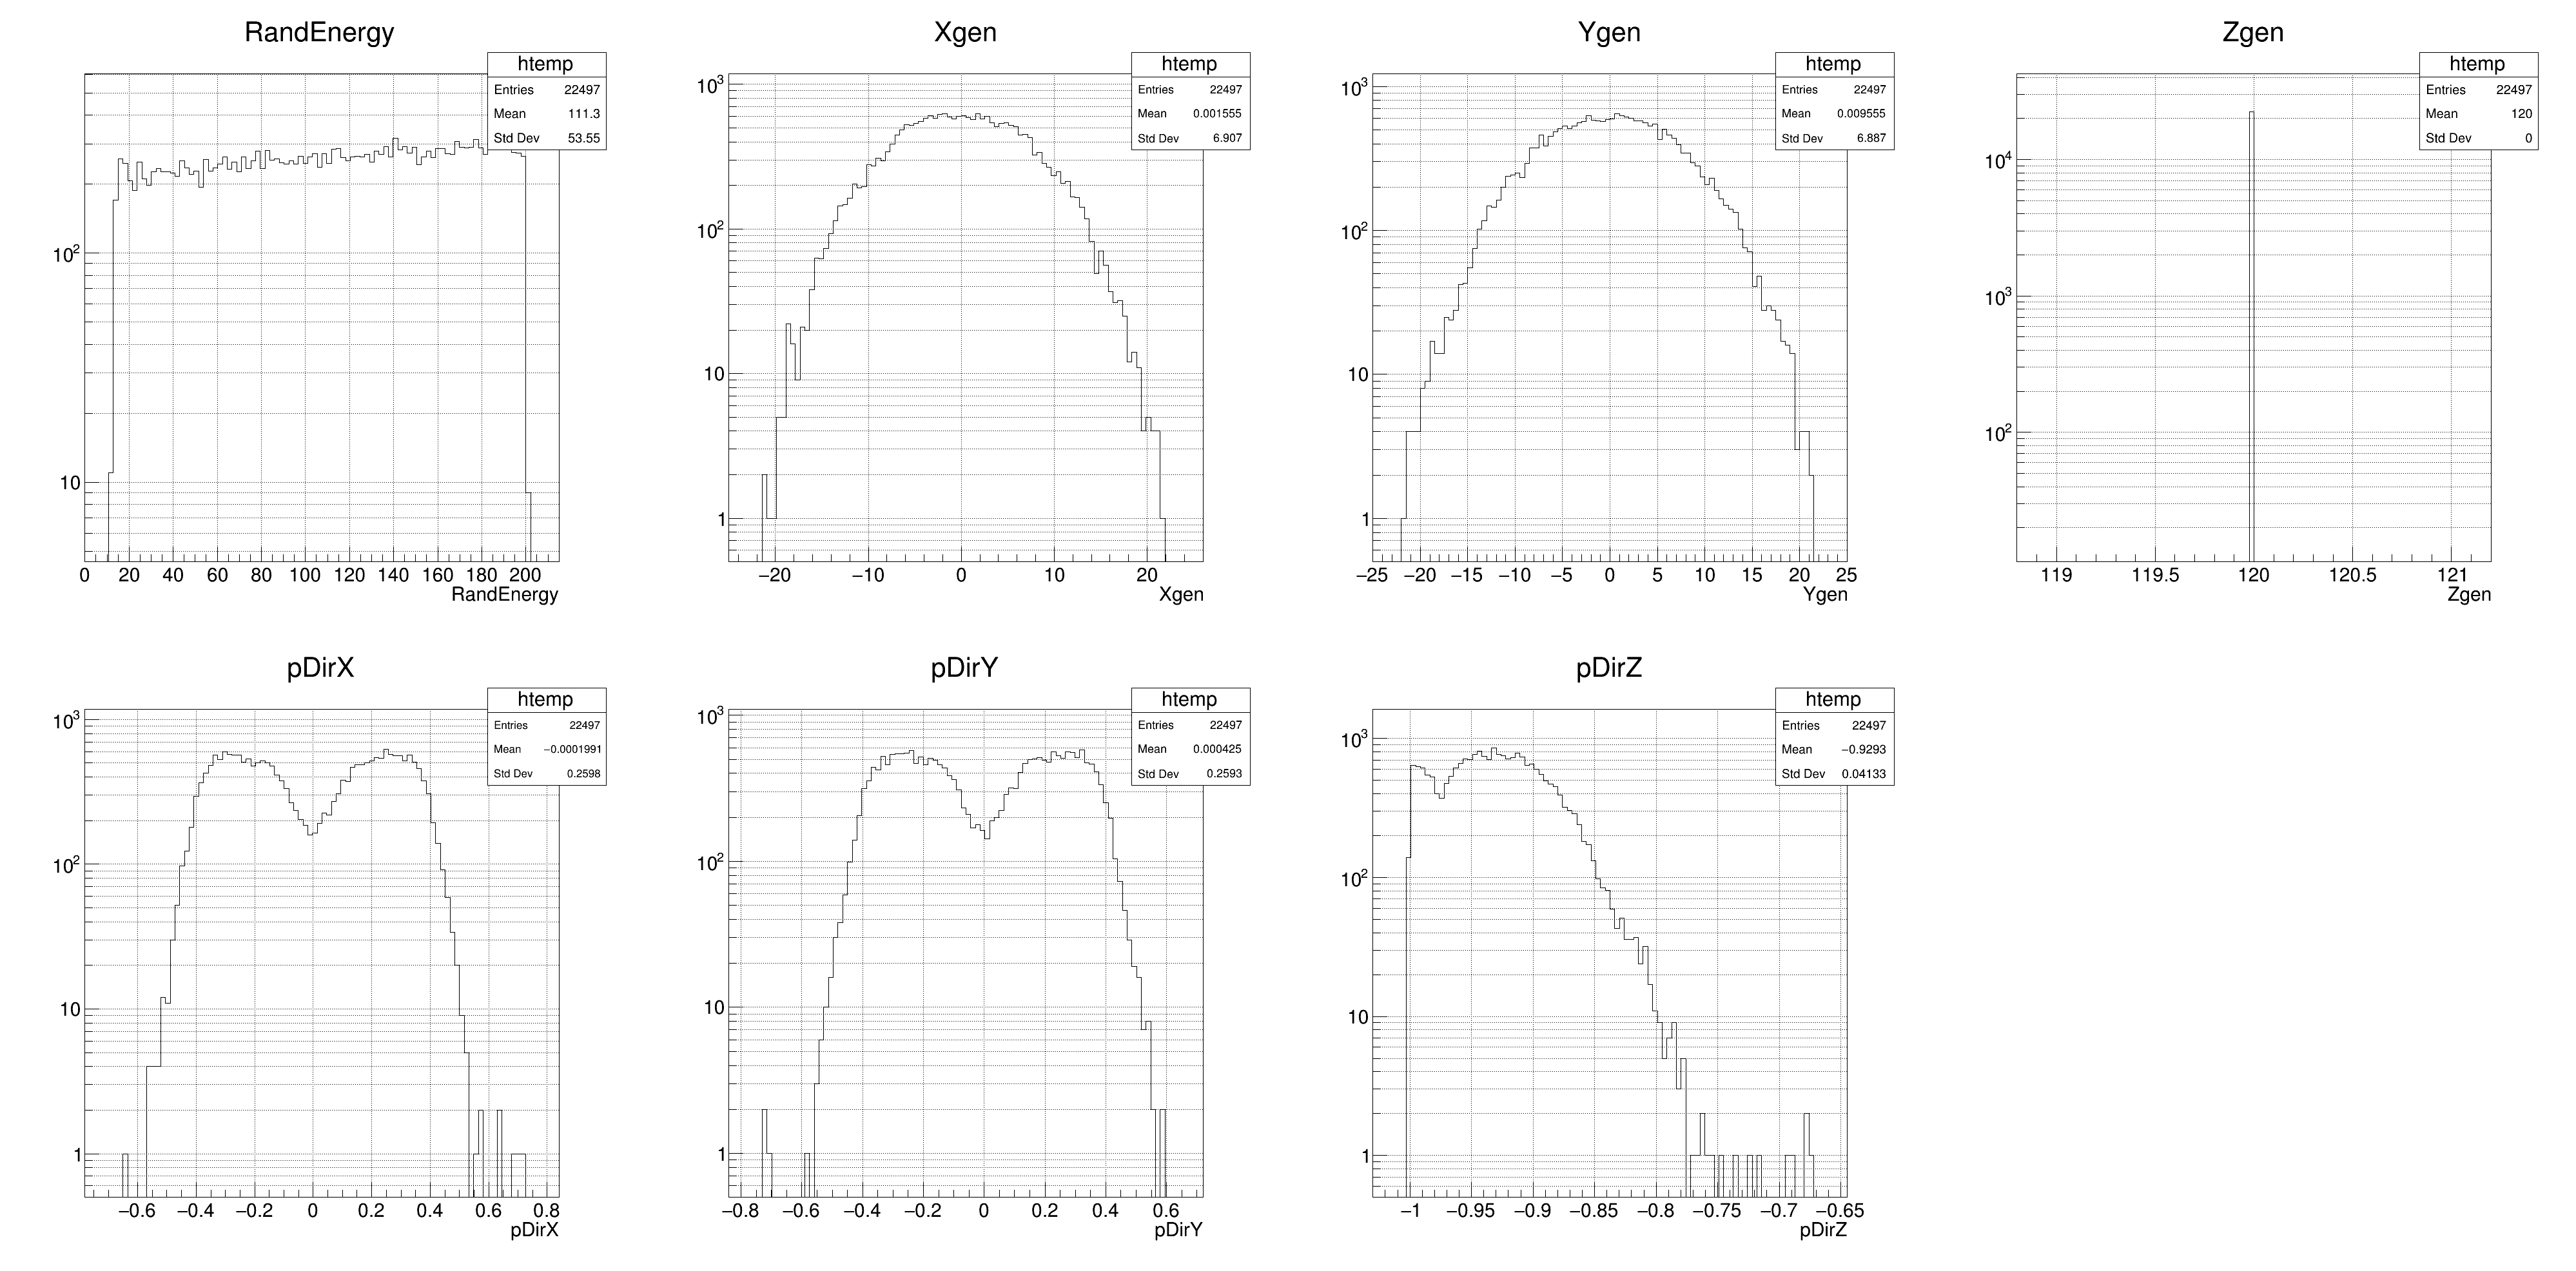 RandEnergy
htemp
Entries 22497
Mean 111.3
Std Dev 53.55
10²
10
0 20 40 60 80 100 120 140 160 180 200
RandEnergy
Xgen
htemp
Entries 22497
Mean 0.001555
Std Dev 6.907
10³
10²
10
1
−20 −10 0 10 20
Xgen
Ygen
htemp
Entries 22497
Mean 0.009555
Std Dev 6.887
10³
10²
10
1
−25 −20 −15 −10 −5 0 5 10 15 20 25
Ygen
Zgen
htemp
Entries 22497
Mean 120
Std Dev 0
10⁴
10³
10²
119 119.5 120 120.5 121
Zgen
pDirX
htemp
Entries 22497
Mean −0.0001991
Std Dev 0.2598
10³
10²
10
1
−0.6 −0.4 −0.2 0 0.2 0.4 0.6 0.8
pDirX
pDirY
htemp
Entries 22497
Mean 0.000425
Std Dev 0.2593
10³
10²
10
1
−0.8 −0.6 −0.4 −0.2 0 0.2 0.4 0.6
pDirY
pDirZ
htemp
Entries 22497
Mean −0.9293
Std Dev 0.04133
10³
10²
10
1
−1 −0.95 −0.9 −0.85 −0.8 −0.75 −0.7 −0.65
pDirZ